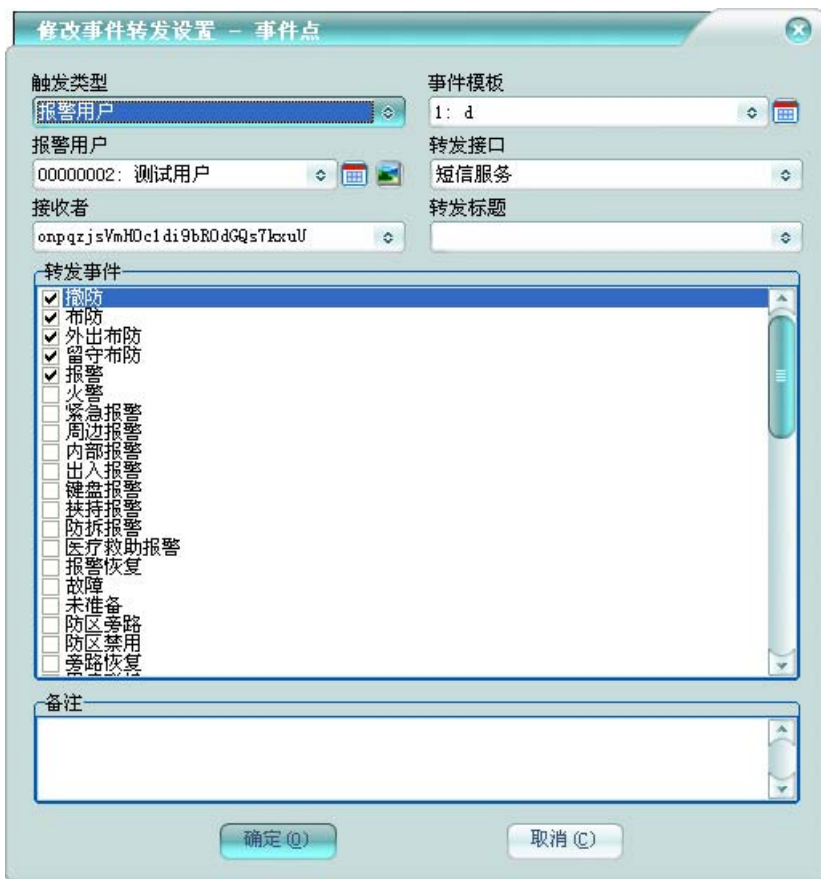 修改事件转发设置 - 事件点
触发类型
报警用户
事件模板
1: d
报警用户
00000002: 测试用户
转发接口
短信服务
接收者
onpqzjsVmHOc1di9bROdGQs7kxuU
转发标题
转发事件
撤防
布防
外出布防
留守布防
报警
火警
紧急报警
周边报警
内部报警
出入报警
键盘报警
挟持报警
防拆报警
医疗救助报警
报警恢复
故障
未准备
防区旁路
防区禁用
旁路恢复
备注
确定(O)
取消(C)